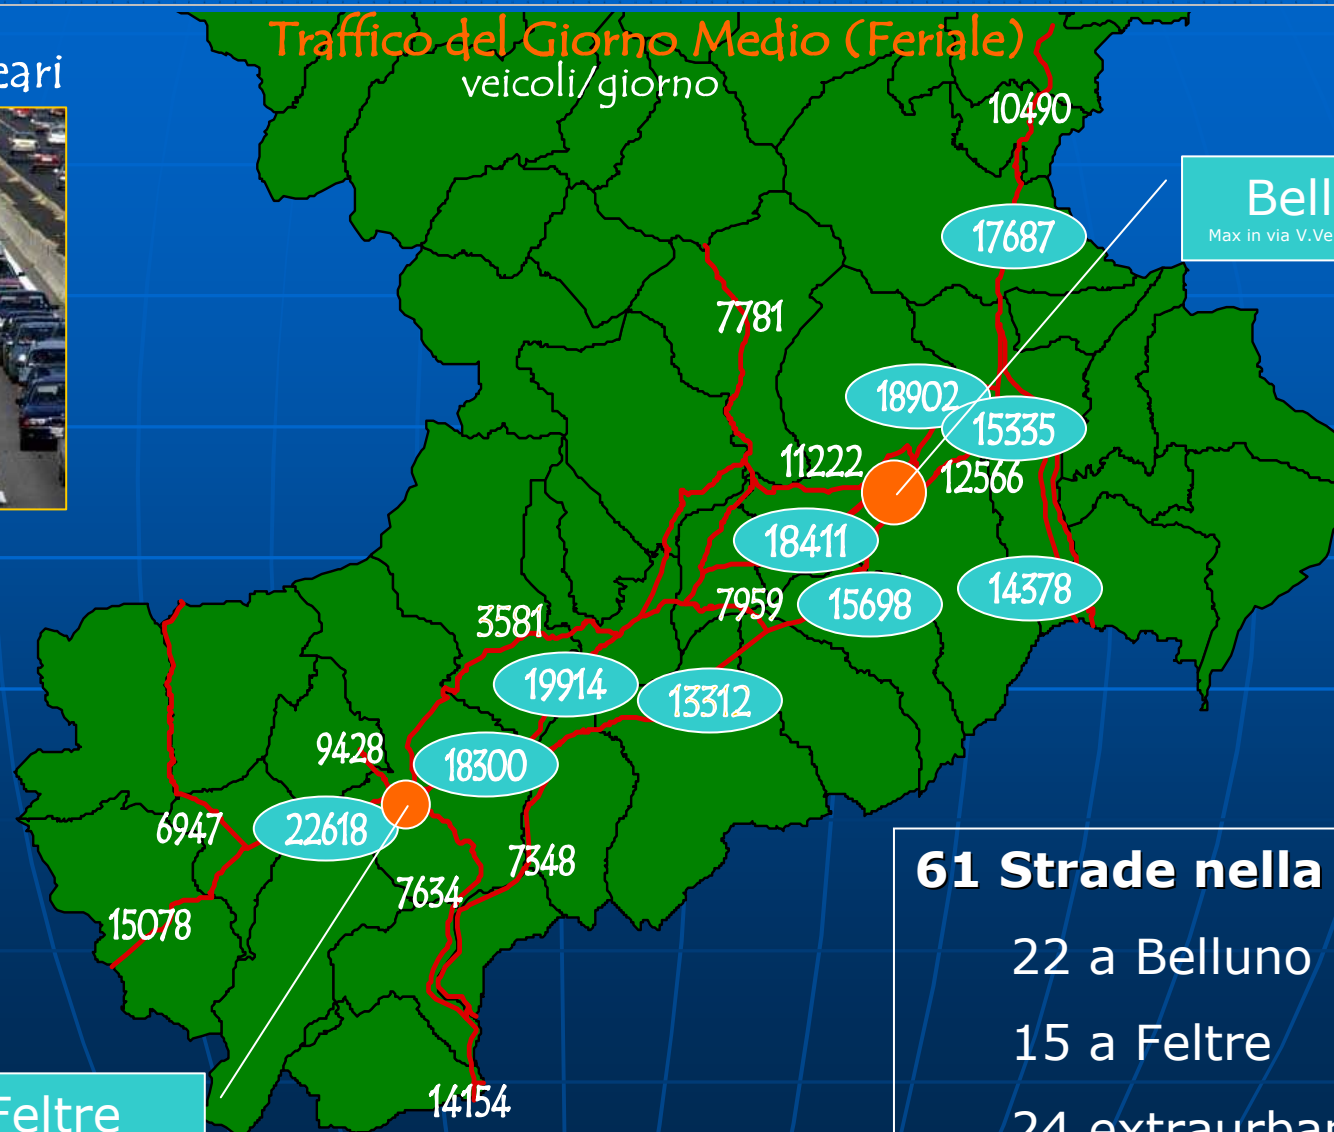 Traffico del Giorno Medio (Feriale)
veicoli/giorno
eari
10490
Bell
Max in via V.Ve
17687
7781
18902
15335
11222
12566
18411
14378
7959
15698
3581
19914
13312
9428
18300
6947
22618
7348
7634
15078
14154
61 Strade nella
22 a Belluno
15 a Feltre
24 extraurban
Feltre